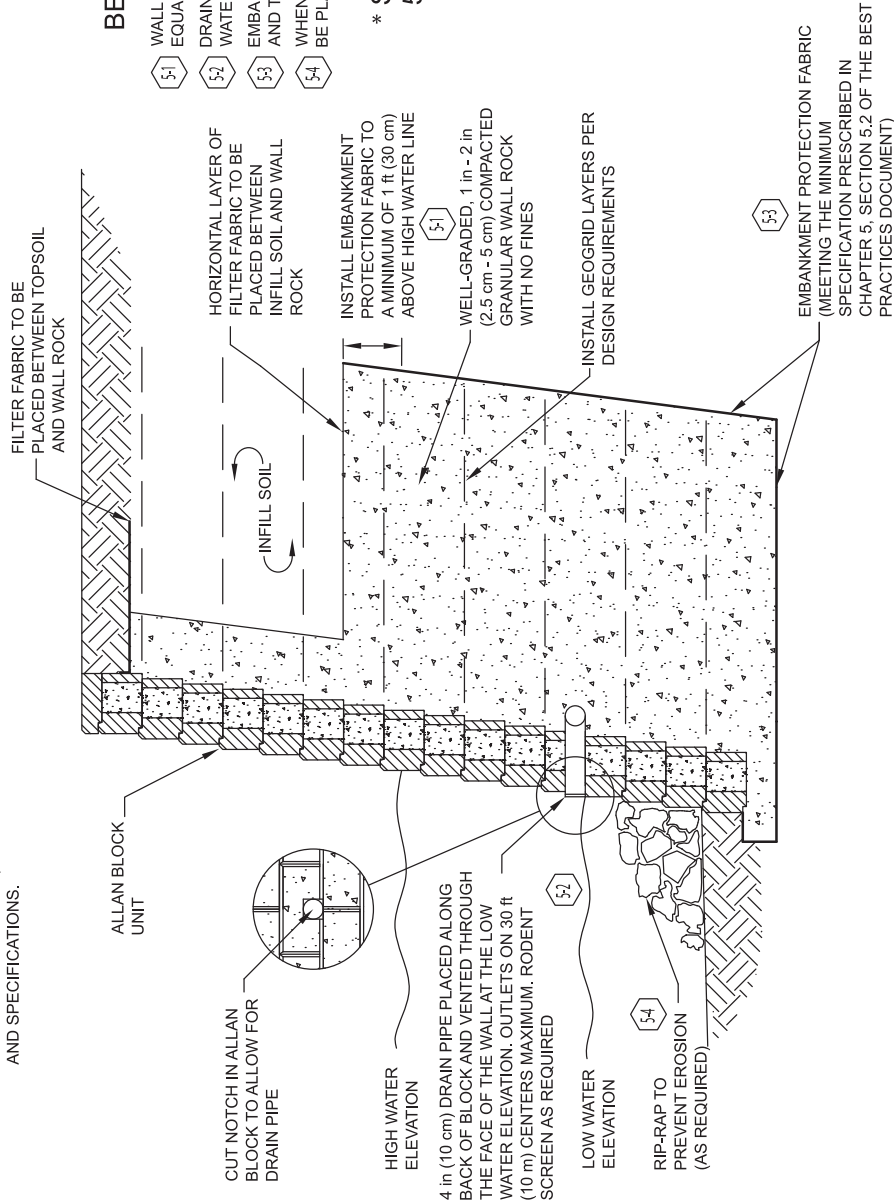 AND SPECIFICATIONS.
FILTER FABRIC TO BE
PLACED BETWEEN TOPSOIL
AND WALL ROCK
ALLAN BLOCK
UNIT
INFILL SOIL
HORIZONTAL LAYER OF
FILTER FABRIC TO BE
PLACED BETWEEN
INFILL SOIL AND WALL
ROCK
CUT NOTCH IN ALLAN
BLOCK TO ALLOW FOR
DRAIN PIPE
INSTALL EMBANKMENT
PROTECTION FABRIC TO
A MINIMUM OF 1 ft (30 cm)
ABOVE HIGH WATER LINE
HIGH WATER
ELEVATION
5-1
WELL-GRADED, 1 in - 2 in
(2.5 cm - 5 cm) COMPACTED
GRANULAR WALL ROCK
WITH NO FINES
4 in (10 cm) DRAIN PIPE PLACED ALONG
BACK OF BLOCK AND VENTED THROUGH
THE FACE OF THE WALL AT THE LOW
WATER ELEVATION. OUTLETS ON 30 ft
(10 m) CENTERS MAXIMUM. RODENT
SCREEN AS REQUIRED
5-2
INSTALL GEOGRID LAYERS PER
DESIGN REQUIREMENTS
LOW WATER
ELEVATION
5-4
RIP-RAP TO
PREVENT EROSION
(AS REQUIRED)
5-3
EMBANKMENT PROTECTION FABRIC
(MEETING THE MINIMUM
SPECIFICATION PRESCRIBED IN
CHAPTER 5, SECTION 5.2 OF THE BEST
PRACTICES DOCUMENT)
BE
5-1
WALL
EQUA
5-2
DRAIN
WATE
5-3
EMBA
AND T
5-4
WHEN
BE PL
*